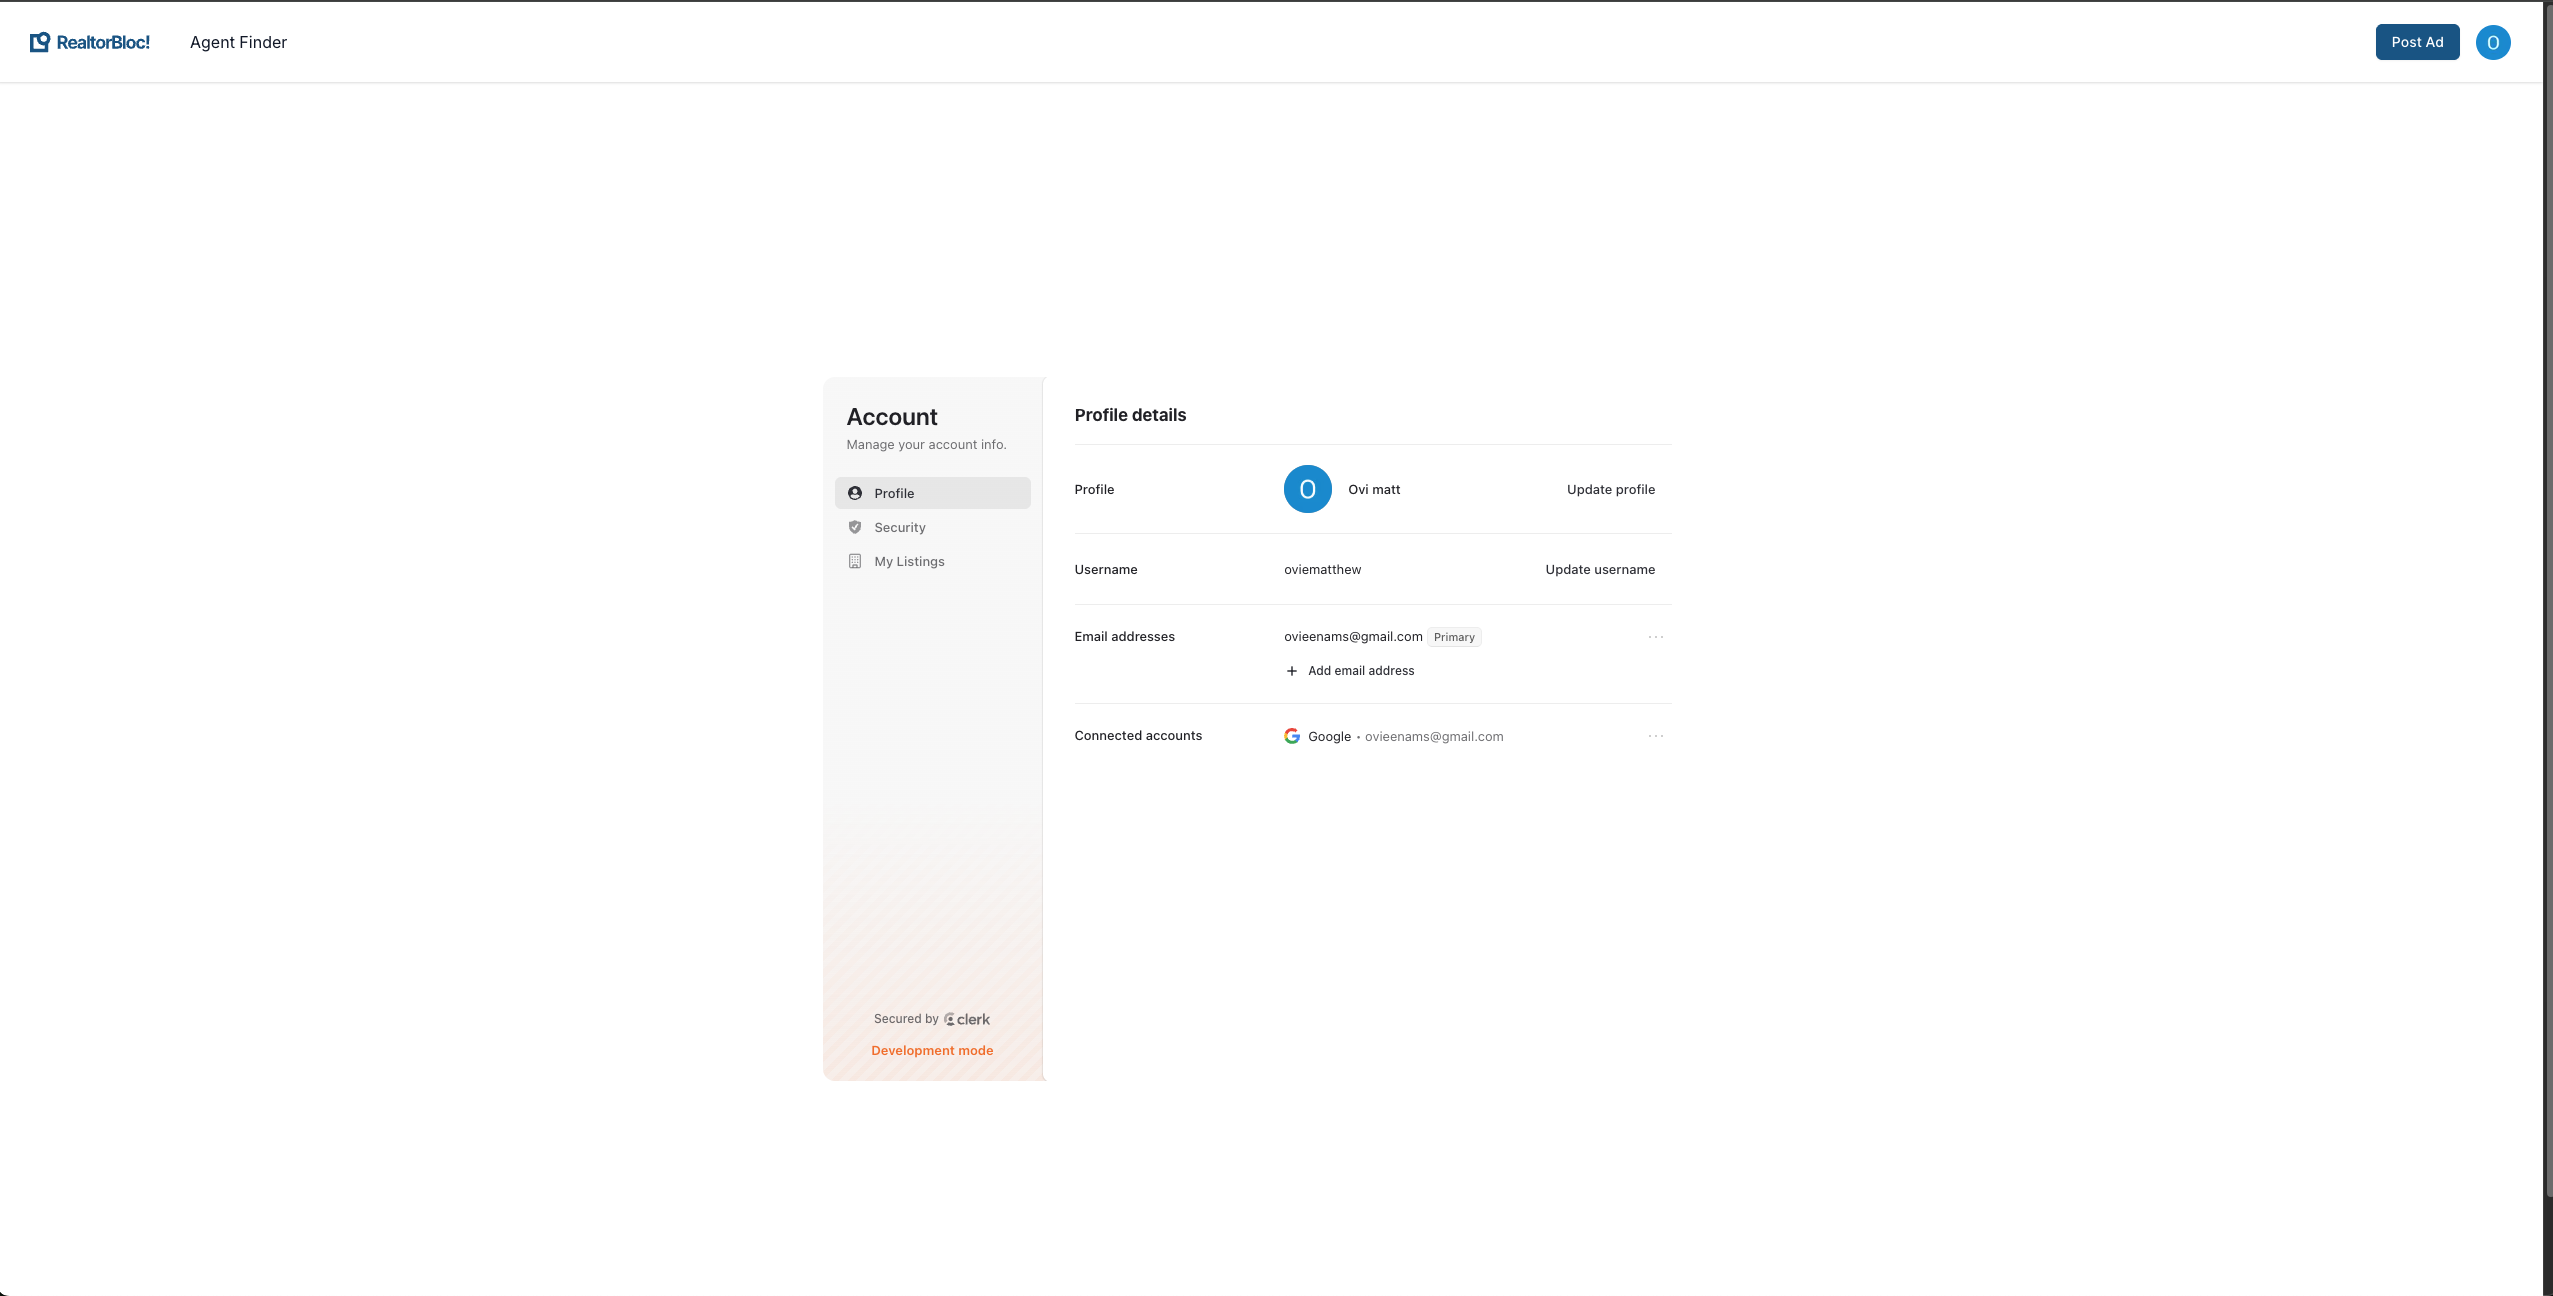 RealtorBloc!
Agent Finder
Post Ad
O
Account
Manage your account info.
Profile
Security
My Listings
Secured by clerk
Development mode
Profile details
Profile
O
Ovi matt
Update profile
Username
oviematthew
Update username
Email addresses
ovieenams@gmail.com Primary
Add email address
Connected accounts
Google • ovieenams@gmail.com